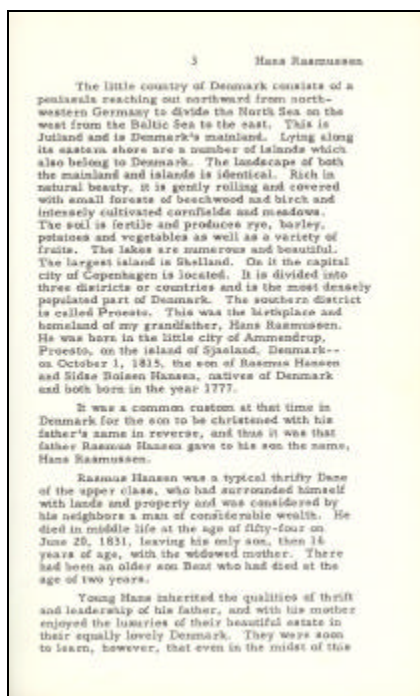 3 Hans Rasmussen
The little country of Denmark consists of a
peninsula reaching out northward from north-
western Germany to divide the North Sea on the
west from the Baltic Sea to the east. This is
Jutland and is Denmark's mainland. Lying along
its eastern shore are a number of islands which
also belong to Denmark. The landscape of both
the mainland and islands is identical. Rich in
natural beauty, it is gently rolling and covered
with small forests of beechwood and birch and
intensely cultivated cornfields and meadows.
The soil is fertile and produces rye, barley,
potatoes and vegetables as well as a variety of
fruits. The lakes are numerous and beautiful.
The largest island is Shelland. On it the capital
city of Copenhagen is located. It is divided into
three districts or countries and is the most densely
populated part of Denmark. The southern district
is called Proesto. This was the birthplace and
homeland of my grandfather, Hans Rasmussen.
He was born in the little city of Ammendrup,
Proesto, on the island of Sjaeland, Denmark--
on October 1, 1815, the son of Rasmus Hansen
and Sidse Boisen Hansen, natives of Denmark
and both born in the year 1777.
It was a common custom at that time in
Denmark for the son to be christened with his
father's name in reverse, and thus it was that
father Rasmus Hansen gave to his son the name,
Hans Rasmussen.
Rasmus Hansen was a typical thrifty Dane
of the upper class, who had surrounded himself
with lands and property and was considered by
his neighbors a man of considerable wealth. He
died in middle life at the age of fifty-four on
June 20, 1831, leaving his only son, then 16
years of age, with the widowed mother. There
had been an older son Bent who had died at the
age of two years.
Young Hans inherited the qualities of thrift
and leadership of his father, and with his mother
enjoyed the luxuries of their beautiful estate in
their equally lovely Denmark. They were soon
to learn, however, that even in the midst of this